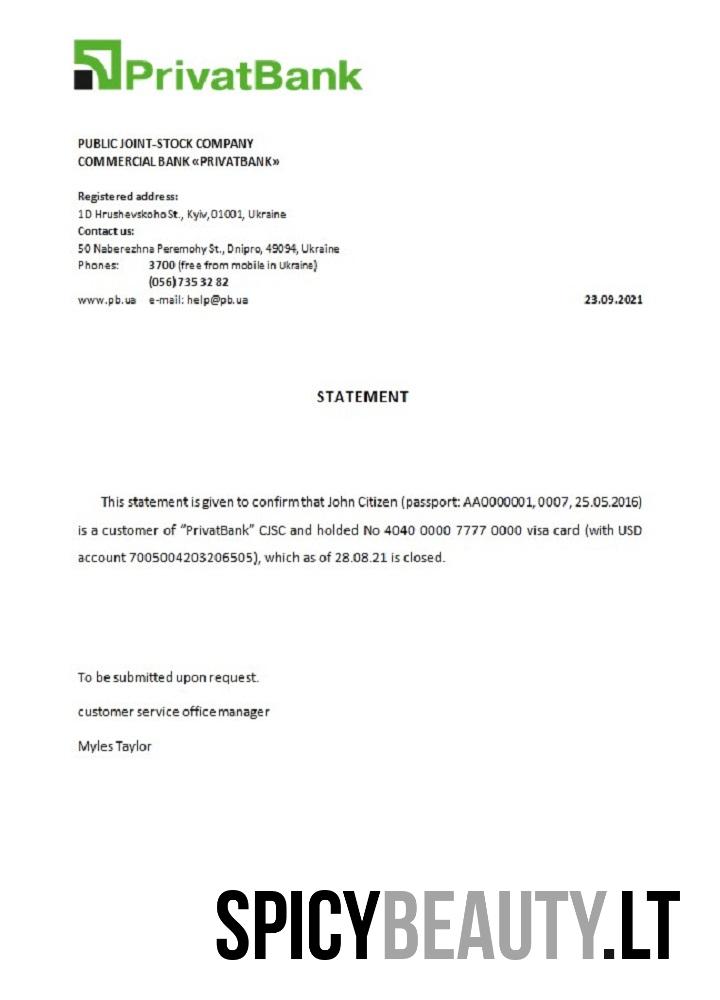 PrivatBank
PUBLIC JOINT-STOCK COMPANY
COMMERCIAL BANK «PRIVATBANK»
Registered address:
1D Hrushevskoho St., Kyiv, 01001, Ukraine
Contact us:
50 Naberezhna Peremohy St., Dnipro, 49094, Ukraine
Phones: 3700 (free from mobile in Ukraine)
(056) 735 32 82
www.pb.ua e-mail: help@pb.ua 23.09.2021
STATEMENT
This statement is given to confirm that John Citizen (passport: AA0000001, 0007, 25.05.2016)
is a customer of “PrivatBank” CJSC and holded No 4040 0000 7777 0000 visa card (with USD
account 7005004203206505), which as of 28.08.21 is closed.
To be submitted upon request.
customer service office manager
Myles Taylor
SPICYBEAUTY.LT